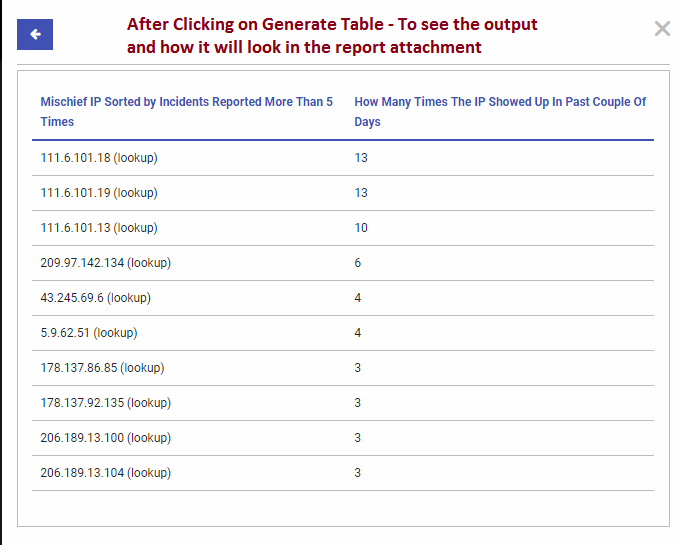 After Clicking on Generate Table - To see the output
and how it will look in the report attachment
Mischief IP Sorted by Incidents Reported More Than 5
Times
How Many Times The IP Showed Up In Past Couple Of
Days
111.6.101.18 (lookup) 13
111.6.101.19 (lookup) 13
111.6.101.13 (lookup) 10
209.97.142.134 (lookup) 6
43.245.69.6 (lookup) 4
5.9.62.51 (lookup) 4
178.137.86.85 (lookup) 3
178.137.92.135 (lookup) 3
206.189.13.100 (lookup) 3
206.189.13.104 (lookup) 3